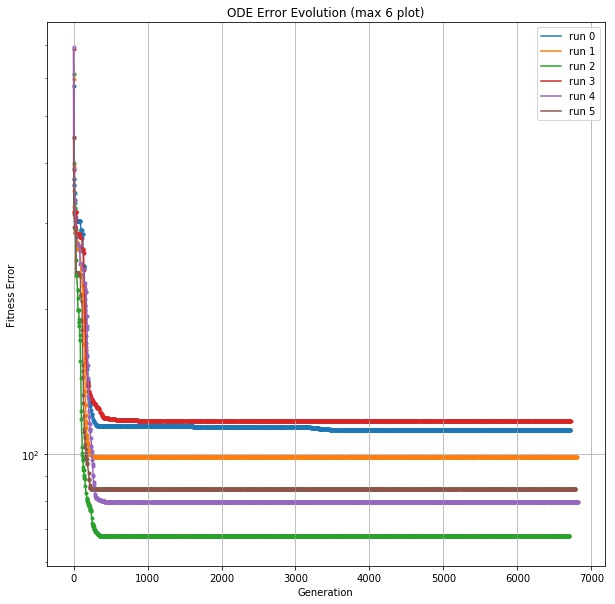 ODE Error Evolution (max 6 plot)
run 0
run 1
run 2
run 3
run 4
run 5
Fitness Error
10²
0 1000 2000 3000 4000 5000 6000 7000
Generation